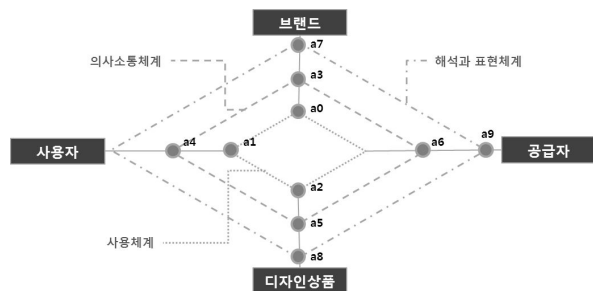 브랜드
a7
의사소통체계
해석과 표현체계
a3
a0
a9
사용자
a4
a1
a6
공급자
a2
a5
사용체계
a8
디자인상품